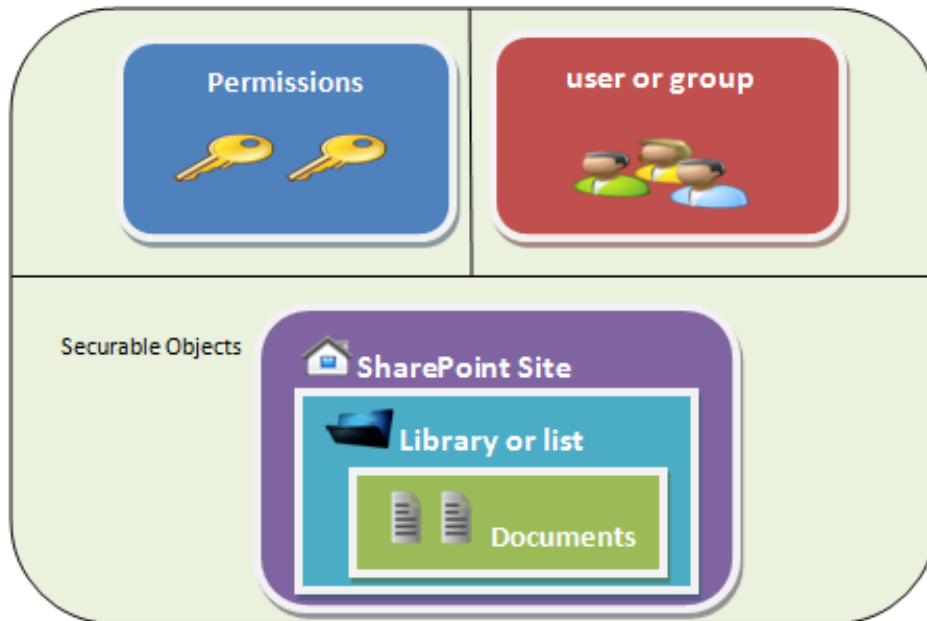 Permissions
user or group
Securable Objects
SharePoint Site
Library or list
Documents